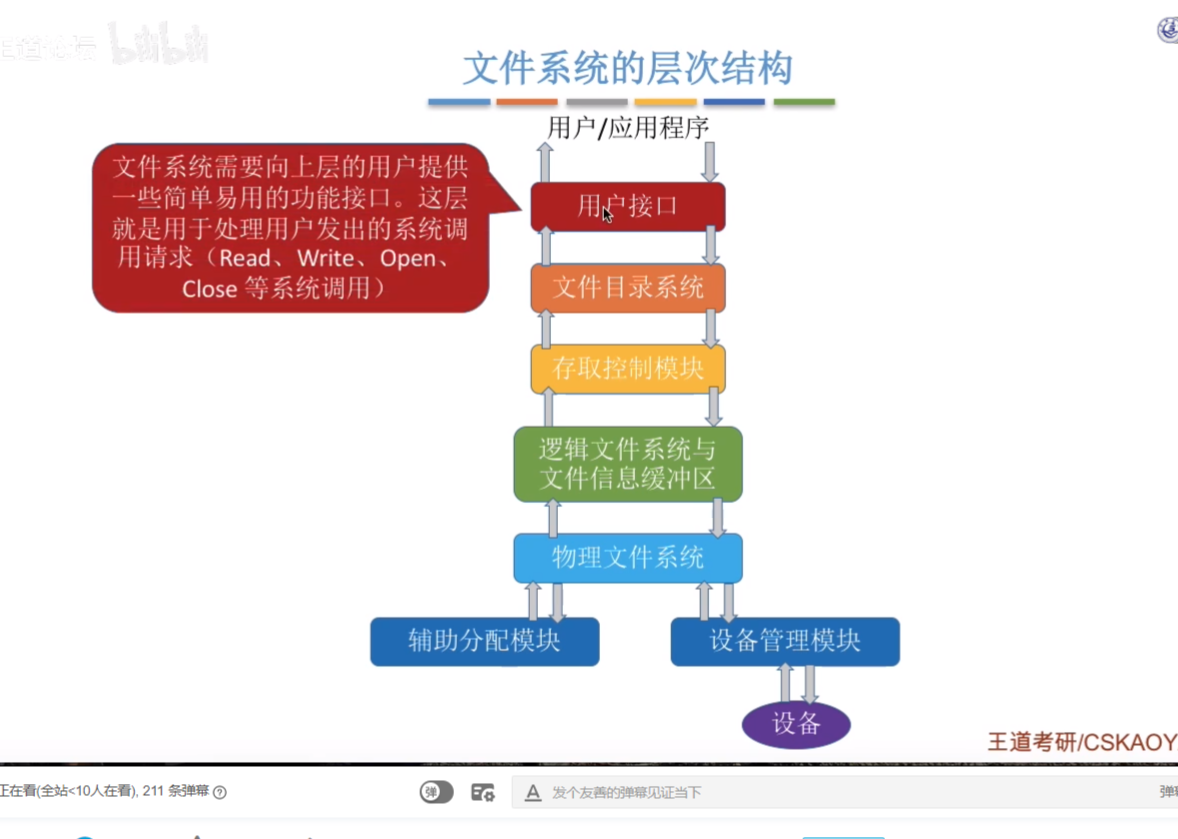 bilibili
文件系统的层次结构
用户/应用程序
文件系统需要向上层的用户提供
一些简单易用的功能接口。这层
就是用于处理用户发出的系统调
用请求（Read、Write、Open、
Close 等系统调用）
用户接口
文件目录系统
存取控制模块
逻辑文件系统与
文件信息缓冲区
物理文件系统
辅助分配模块
设备管理模块
设备
王道考研/CSKAOY
正在看(全站<10人在看), 211 条弹幕
弹
A
发个友善的弹幕见证当下